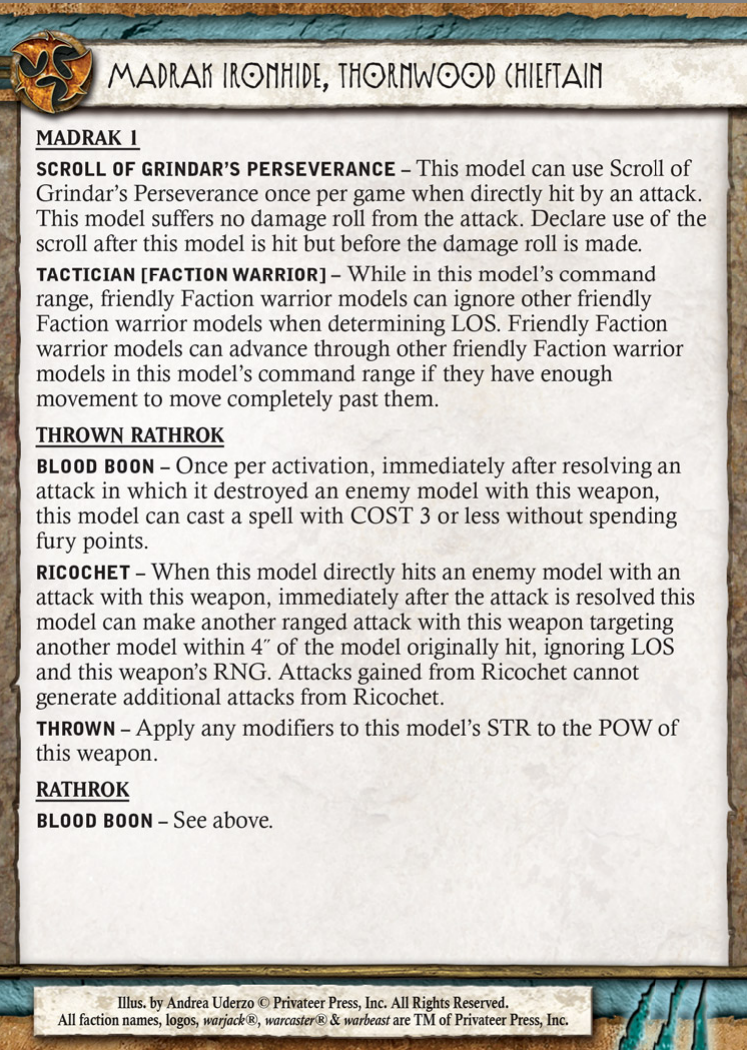 MADRAK IRONHIDE, THORNWOOD CHIEFTAIN
MADRAK 1
SCROLL OF GRINDAR'S PERSEVERANCE – This model can use Scroll of
Grindar's Perseverance once per game when directly hit by an attack.
This model suffers no damage roll from the attack. Declare use of the
scroll after this model is hit but before the damage roll is made.
TACTICIAN [FACTION WARRIOR] – While in this model's command
range, friendly Faction warrior models can ignore other friendly
Faction warrior models when determining LOS. Friendly Faction
warrior models can advance through other friendly Faction warrior
models in this model's command range if they have enough
movement to move completely past them.
THROWN RATHROK
BLOOD BOON – Once per activation, immediately after resolving an
attack in which it destroyed an enemy model with this weapon,
this model can cast a spell with COST 3 or less without spending
fury points.
RICOCHET – When this model directly hits an enemy model with an
attack with this weapon, immediately after the attack is resolved this
model can make another ranged attack with this weapon targeting
another model within 4″ of the model originally hit, ignoring LOS
and this weapon's RNG. Attacks gained from Ricochet cannot
generate additional attacks from Ricochet.
THROWN – Apply any modifiers to this model's STR to the POW of
this weapon.
RATHROK
BLOOD BOON – See above.
Illus. by Andrea Uderzo © Privateer Press, Inc. All Rights Reserved.
All faction names, logos, warjack®, warcaster® & warbeast are TM of Privateer Press, Inc.